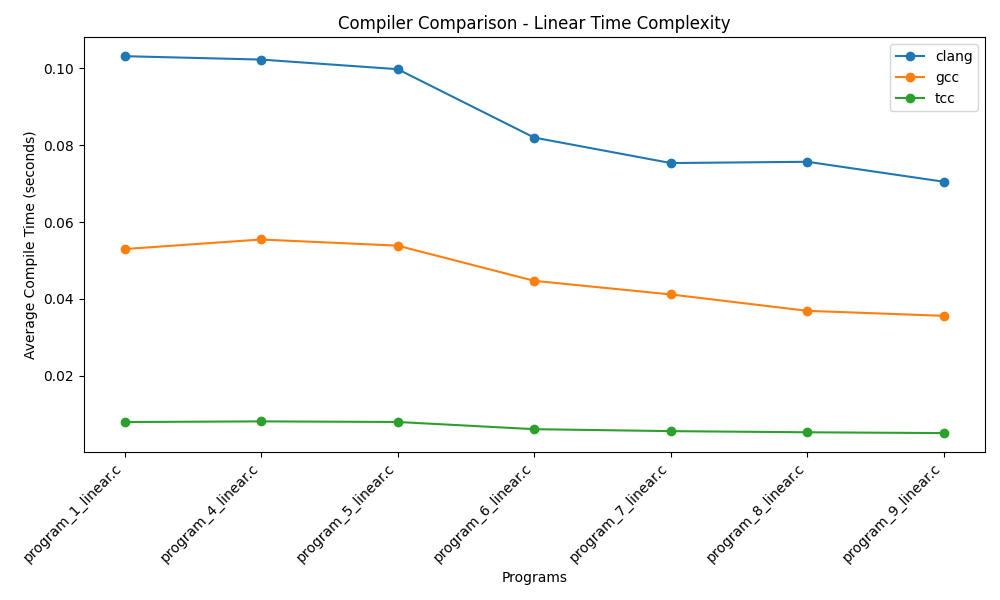 Compiler Comparison - Linear Time Complexity
clang
gcc
tcc
Average Compile Time (seconds)
0.10
0.08
0.06
0.04
0.02
program_1_linear.c
program_4_linear.c
program_5_linear.c
program_6_linear.c
program_7_linear.c
program_8_linear.c
program_9_linear.c
Programs